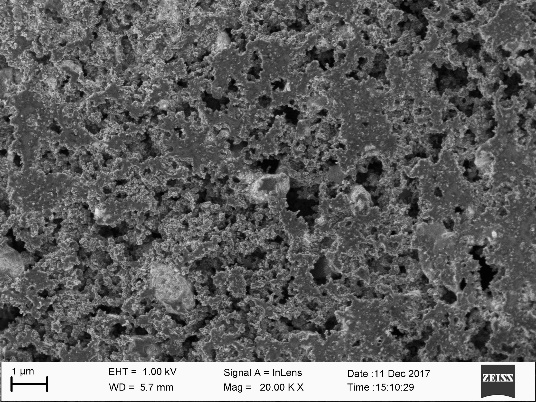 1 µm
EHT = 1.00 kV
WD = 5.7 mm
Signal A = InLens
Mag = 20.00 K X
Date :11 Dec 2017
Time :15:10:29
ZEISS